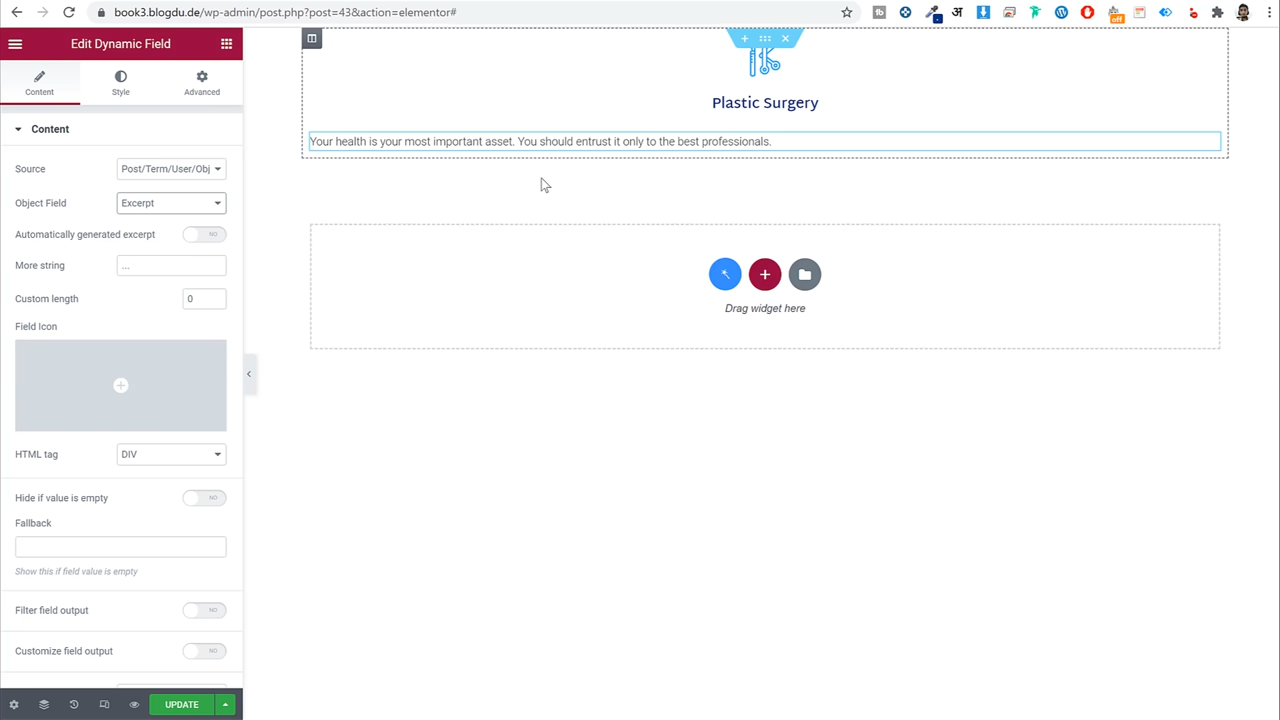 book3.blogdu.de/wp-admin/post.php?post=43&action=elementor#
off
Edit Dynamic Field
Content
Style
Advanced
Content
Source
Post/Term/User/Obj
Object Field
Excerpt
Automatically generated excerpt
NO
More string
...
Custom length
0
Field Icon
HTML tag
DIV
Hide if value is empty
NO
Fallback
Show this if field value is empty
Filter field output
NO
Customize field output
NO
UPDATE
Plastic Surgery
Your health is your most important asset. You should entrust it only to the best professionals.
Drag widget here